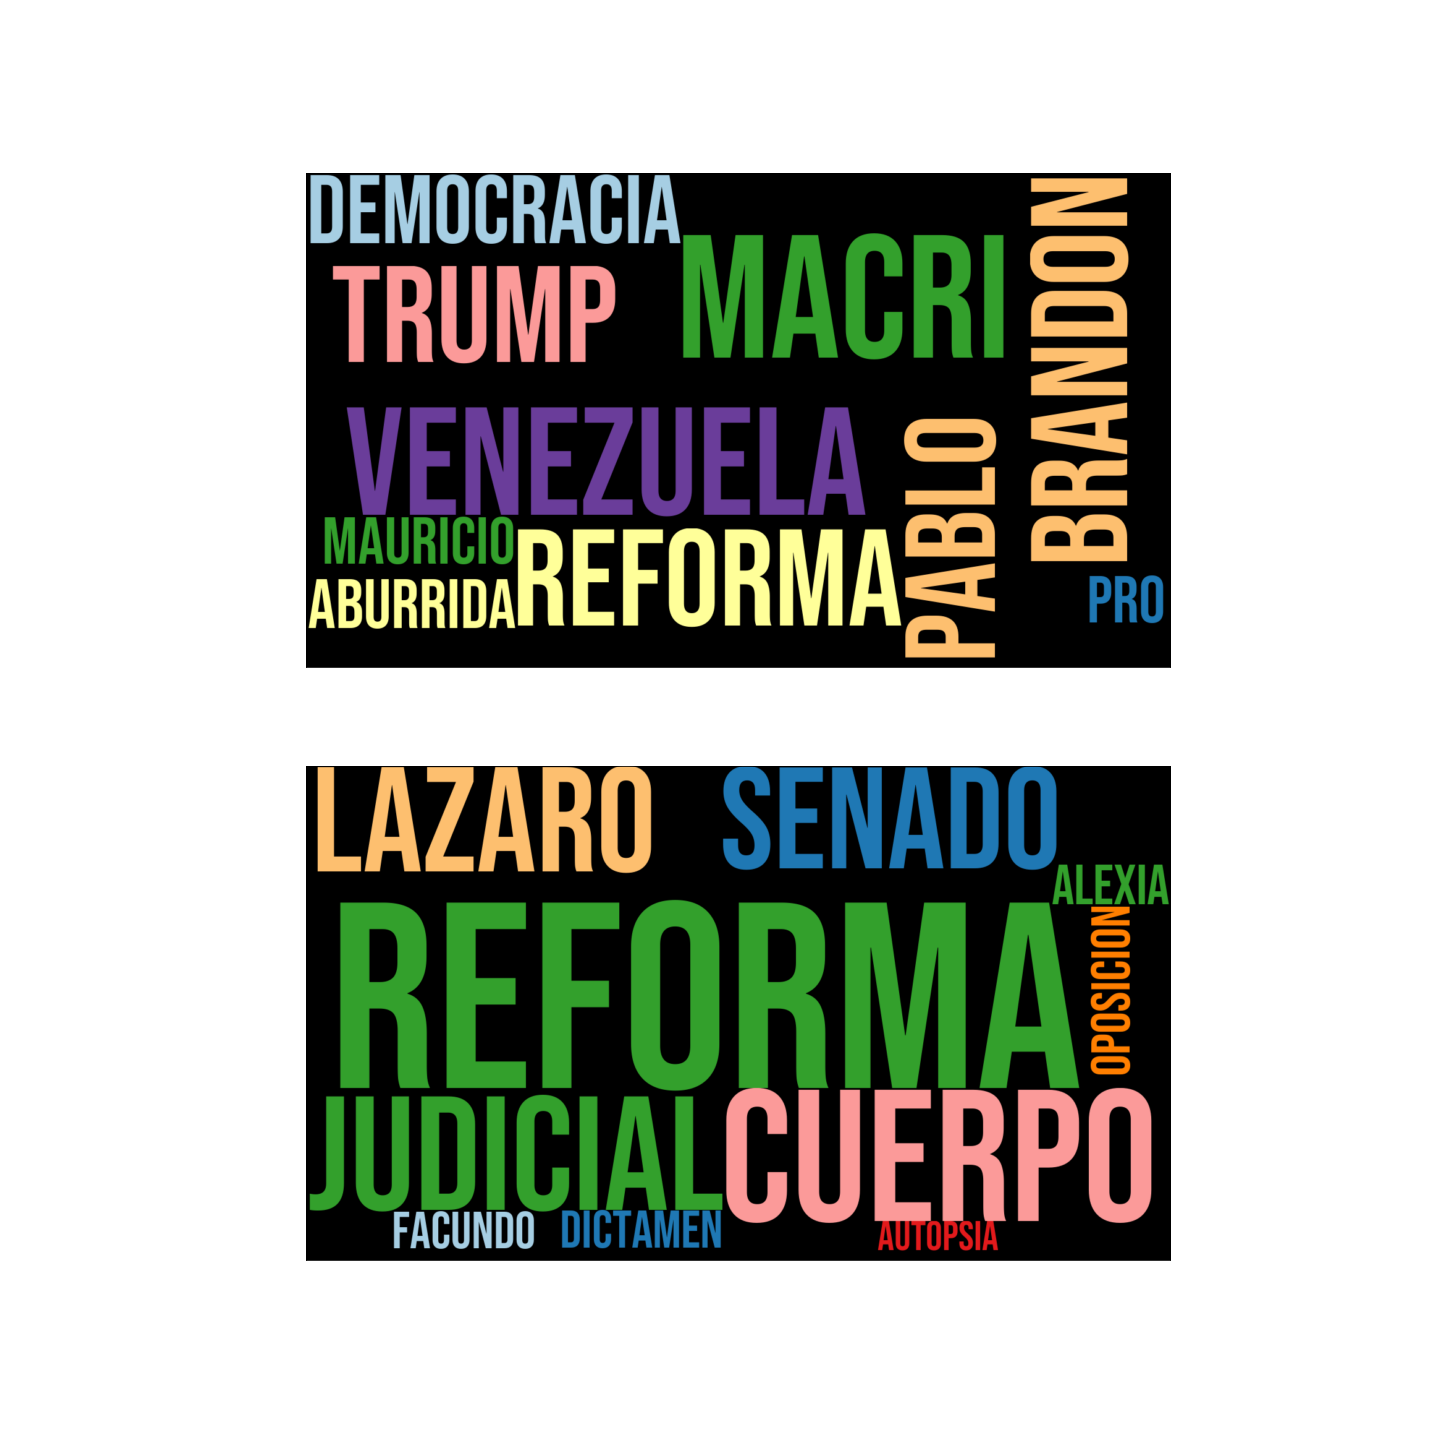 DEMOCRACIA
TRUMP
MACRI
BRANDON
VENEZUELA
PABLO
MAURICIO
REFORMA
ABURRIDA
PRO
LAZARO
SENADO
ALEXIA
REFORMA
OPOSICION
JUDICIAL
CUERPO
FACUNDO
DICTAMEN
AUTOPSIA